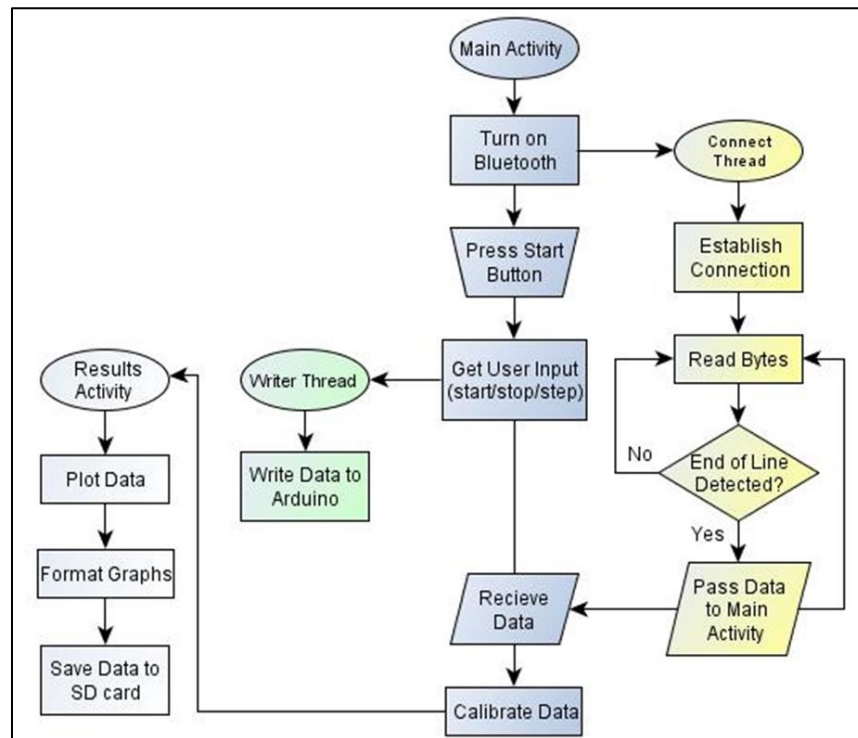 Main Activity
Turn on
Bluetooth
Connect
Thread
Press Start
Button
Establish
Connection
Get User Input
(start/stop/step)
Read Bytes
Results
Activity
Writer Thread
No
End of Line
Detected?
Plot Data
Write Data to
Arduino
Yes
Format Graphs
Recieve
Data
Pass Data
to Main
Activity
Save Data to
SD card
Calibrate Data